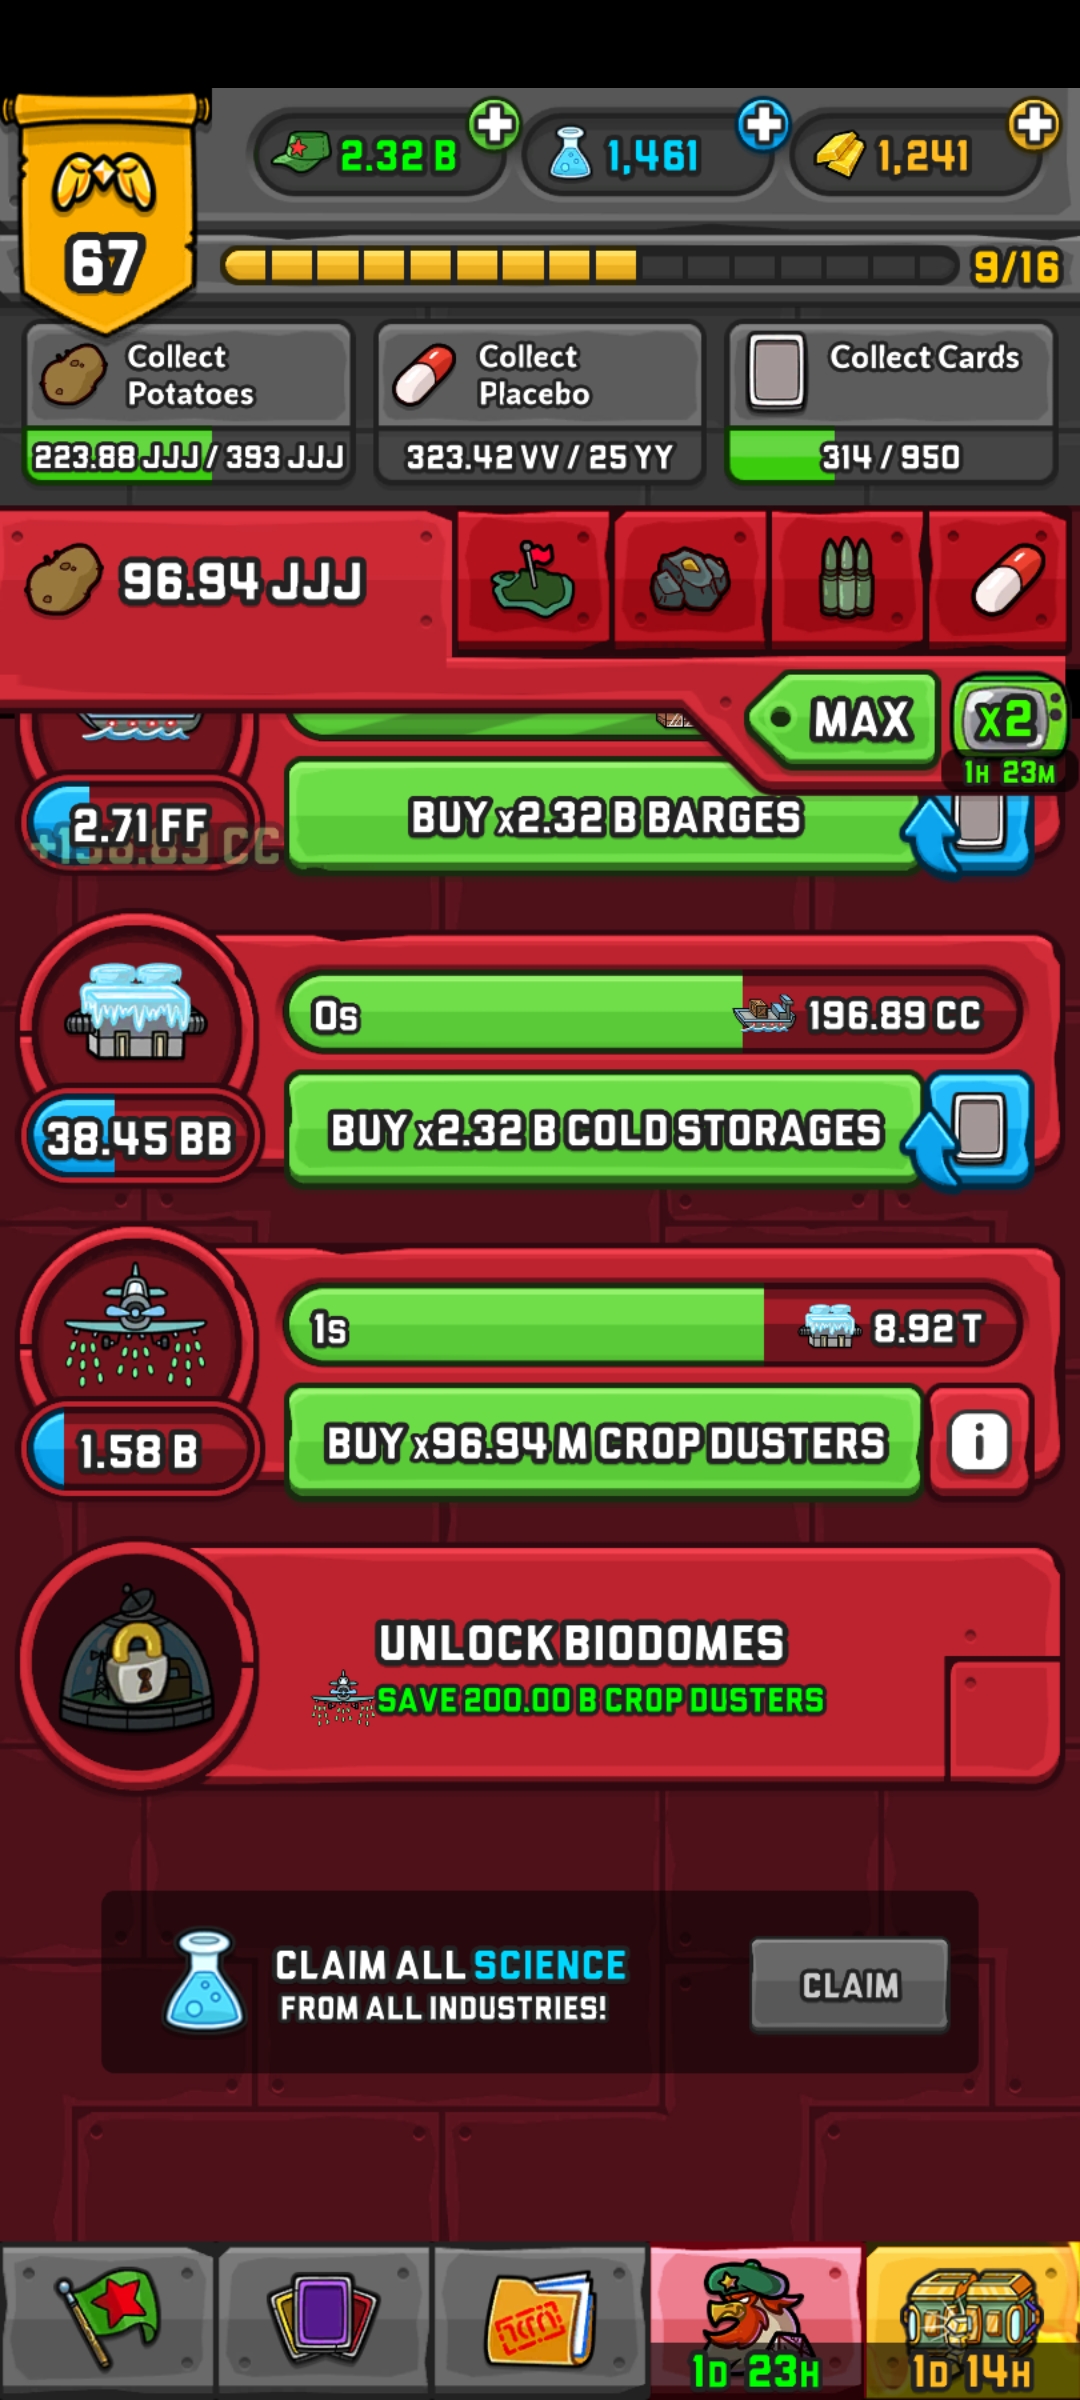 2.32 B
1,461
1,241
67
9/16
Collect Potatoes
223.88 JJJ / 393 JJJ
Collect Placebo
323.42 VV / 25 YY
Collect Cards
314 / 950
96.94 JJJ
MAX
x2
1H 23M
2.71 FF
BUY x2.32 B BARGES
0s
196.89 CC
38.45 BB
BUY x2.32 B COLD STORAGES
1s
8.92 T
1.58 B
BUY x96.94 M CROP DUSTERS
i
UNLOCK BIODOMES
SAVE 200.00 B CROP DUSTERS
CLAIM ALL SCIENCE
FROM ALL INDUSTRIES!
CLAIM
1D 23H
1D 14H